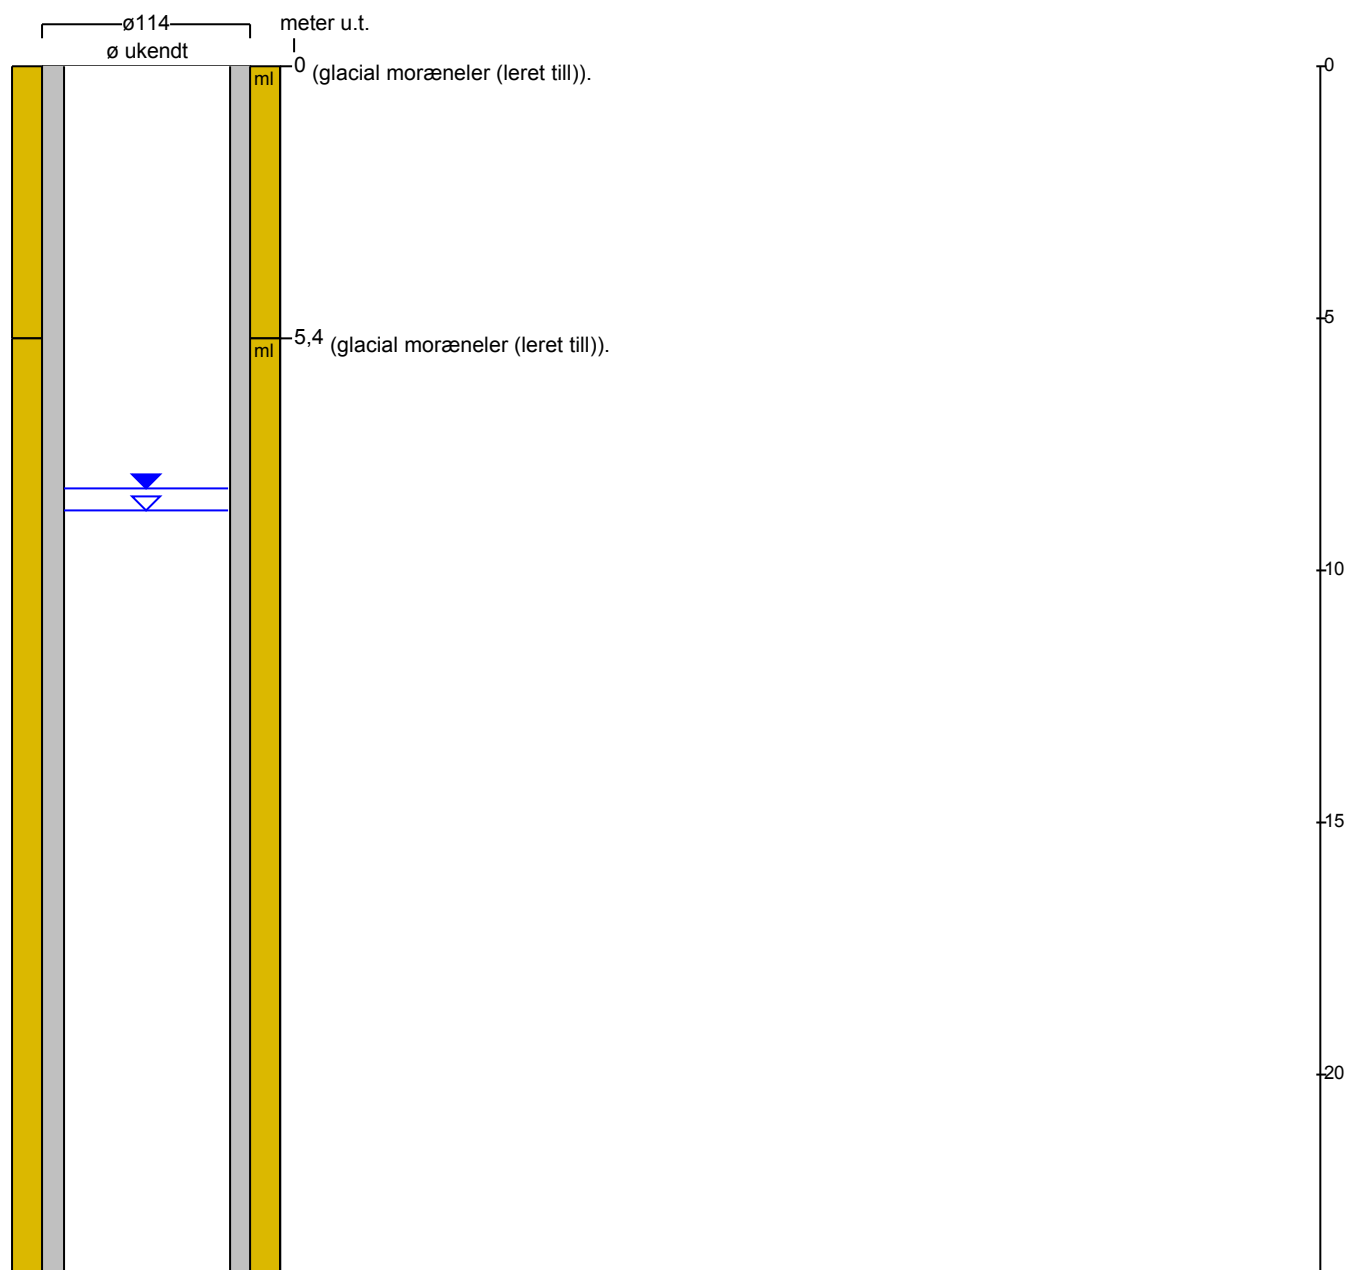 ø114
meter u.t.
ø ukendt
0 (glacial moræneler (leret till)).
ml
0
5
5,4 (glacial moræneler (leret till)).
ml
10
15
20